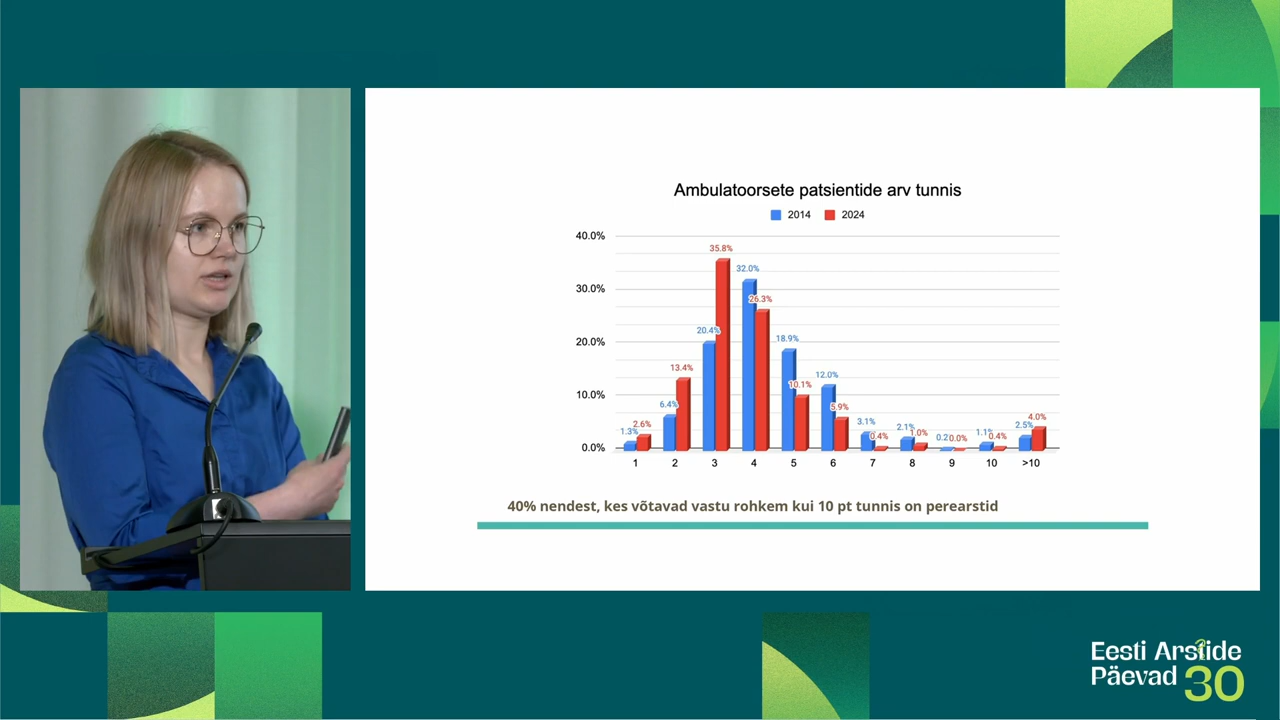 Ambulatoorsete patsientide arv tunnis
2014 2024
40.0%
30.0%
20.0%
10.0%
0.0%
1.3% 2.6% 6.4% 13.4% 20.4% 35.8% 32.0% 26.3% 18.9% 10.1% 12.0% 5.9% 3.1% 0.4% 2.1% 1.0% 0.2 0.0% 1.1% 0.4% 2.5% 4.0%
1 2 3 4 5 6 7 8 9 10 >10
40% nendest, kes võtavad vastu rohkem kui 10 pt tunnis on perearstid
Eesti Arstide
Päevad 30